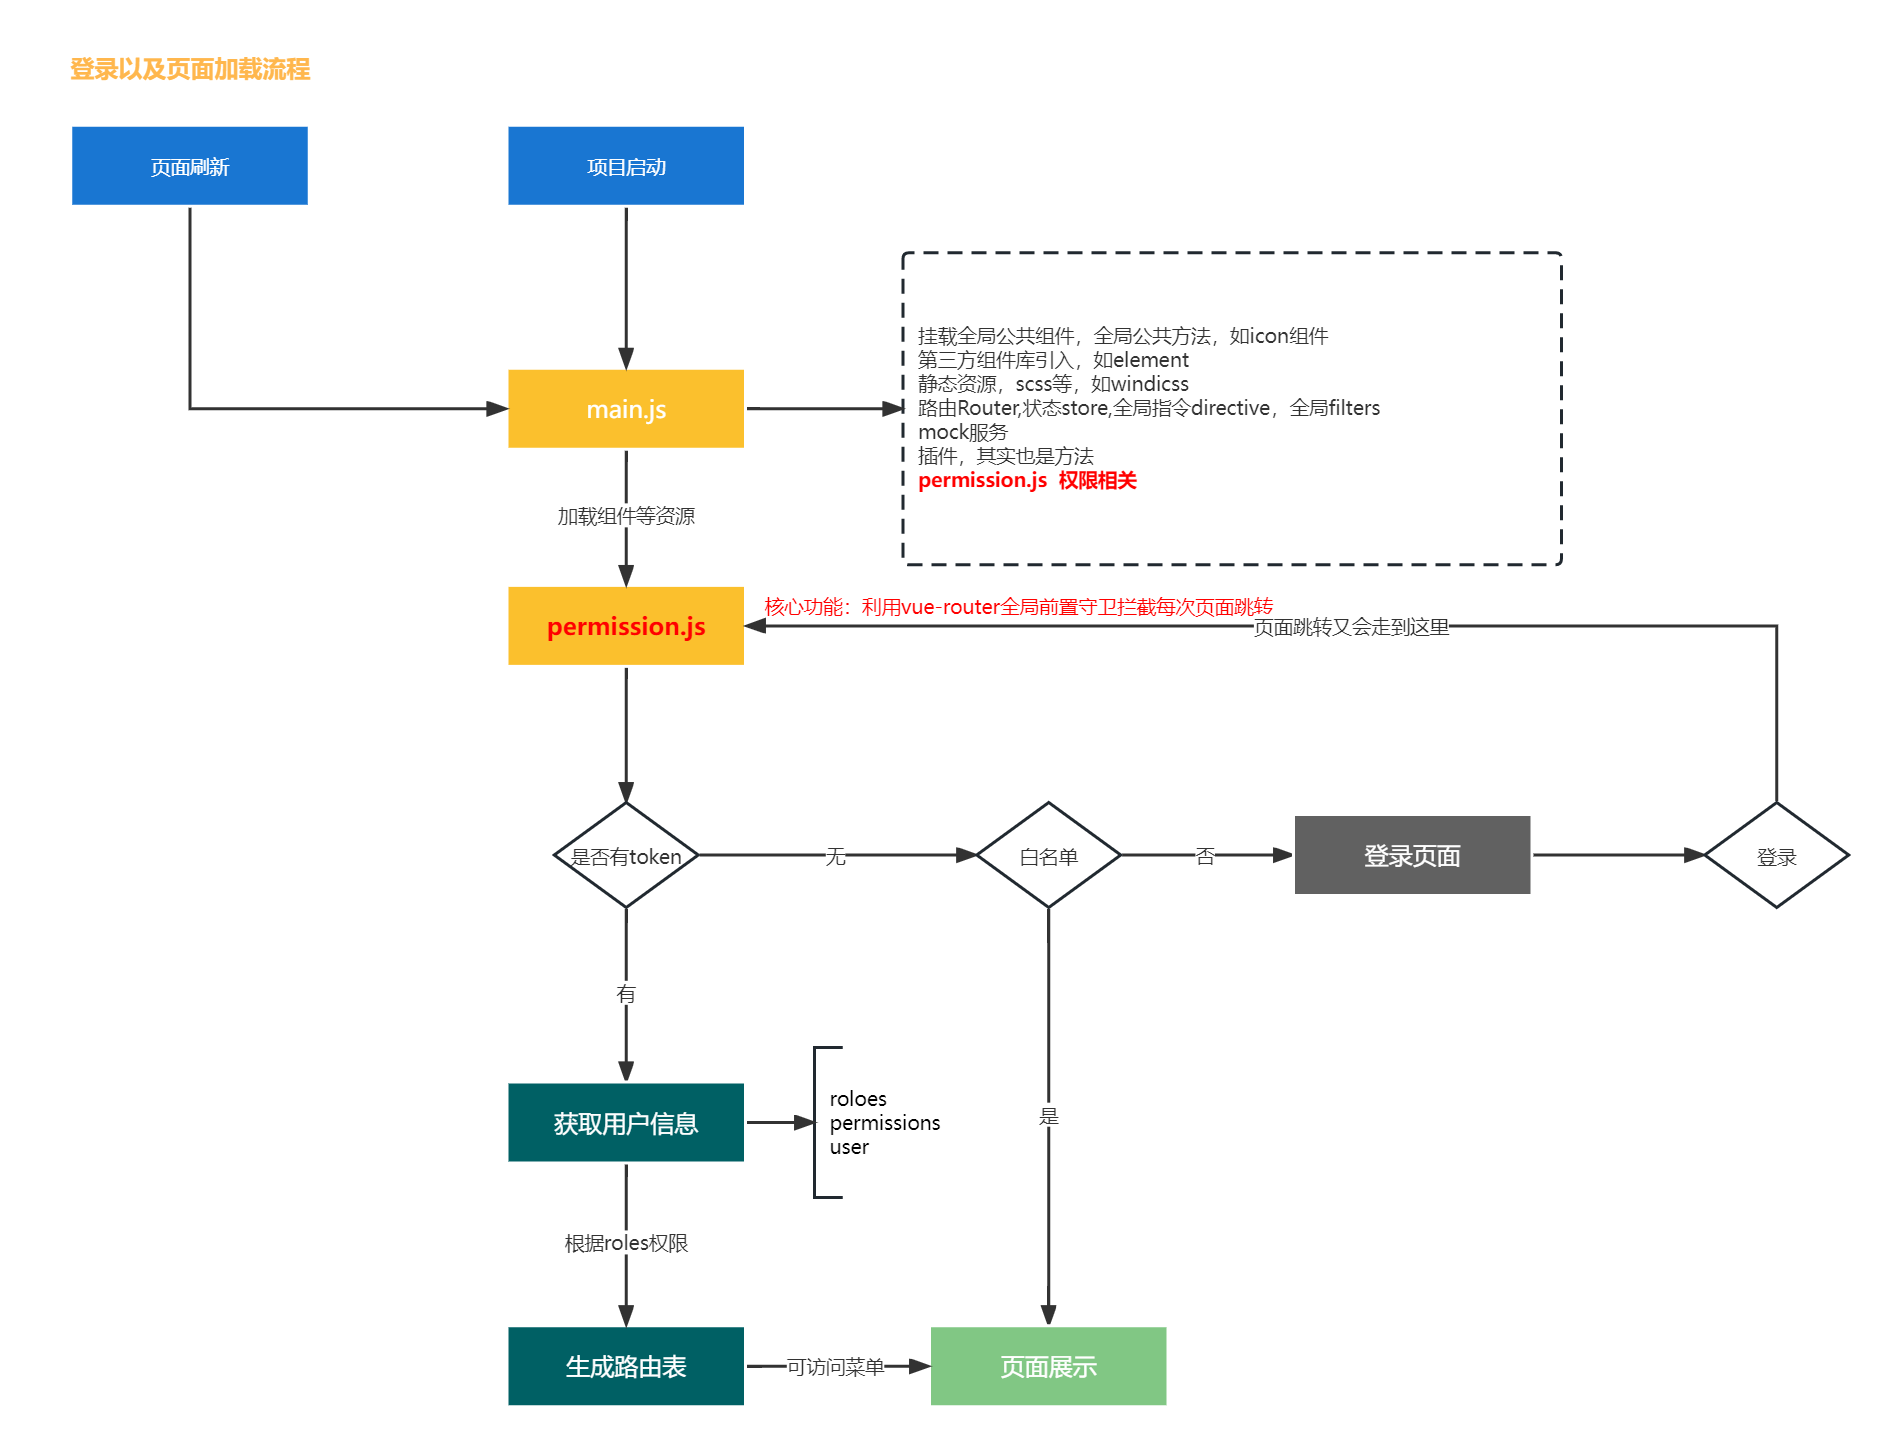 登录以及页面加载流程
页面刷新
项目启动
main.js
挂载全局公共组件，全局公共方法，如icon组件
第三方组件库引入，如element
静态资源，scss等，如windicss
路由Router,状态store,全局指令directive，全局filters
mock服务
插件，其实也是方法
permission.js 权限相关
加载组件等资源
permission.js
核心功能：利用vue-router全局前置守卫拦截每次页面跳转
页面跳转又会走到这里
是否有token
无
白名单
否
登录页面
登录
有
获取用户信息
roloes
permissions
user
是
根据roles权限
生成路由表
可访问菜单
页面展示